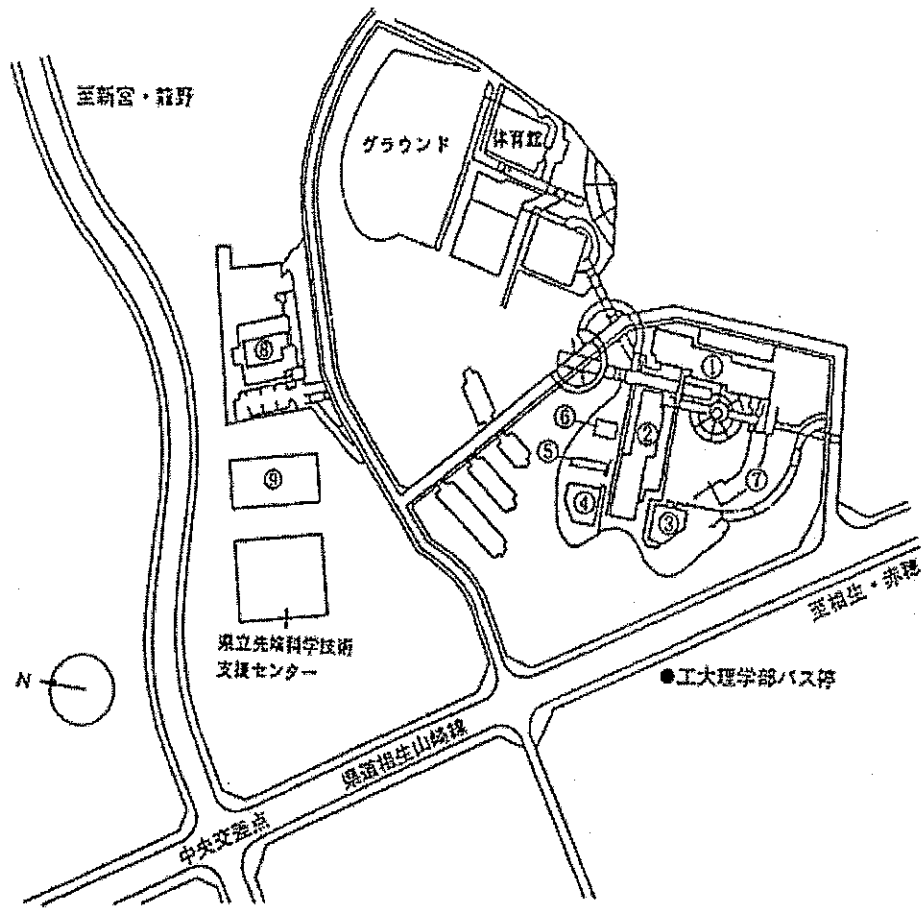 至新宮・龍野
グラウンド
体育館
⑧
①
⑥
②
⑤
⑨
④
③
⑦
県立先端科学技術
支援センター
至相生・赤穂
N
●工大理学部バス停
県道相生山崎線
中央交差点